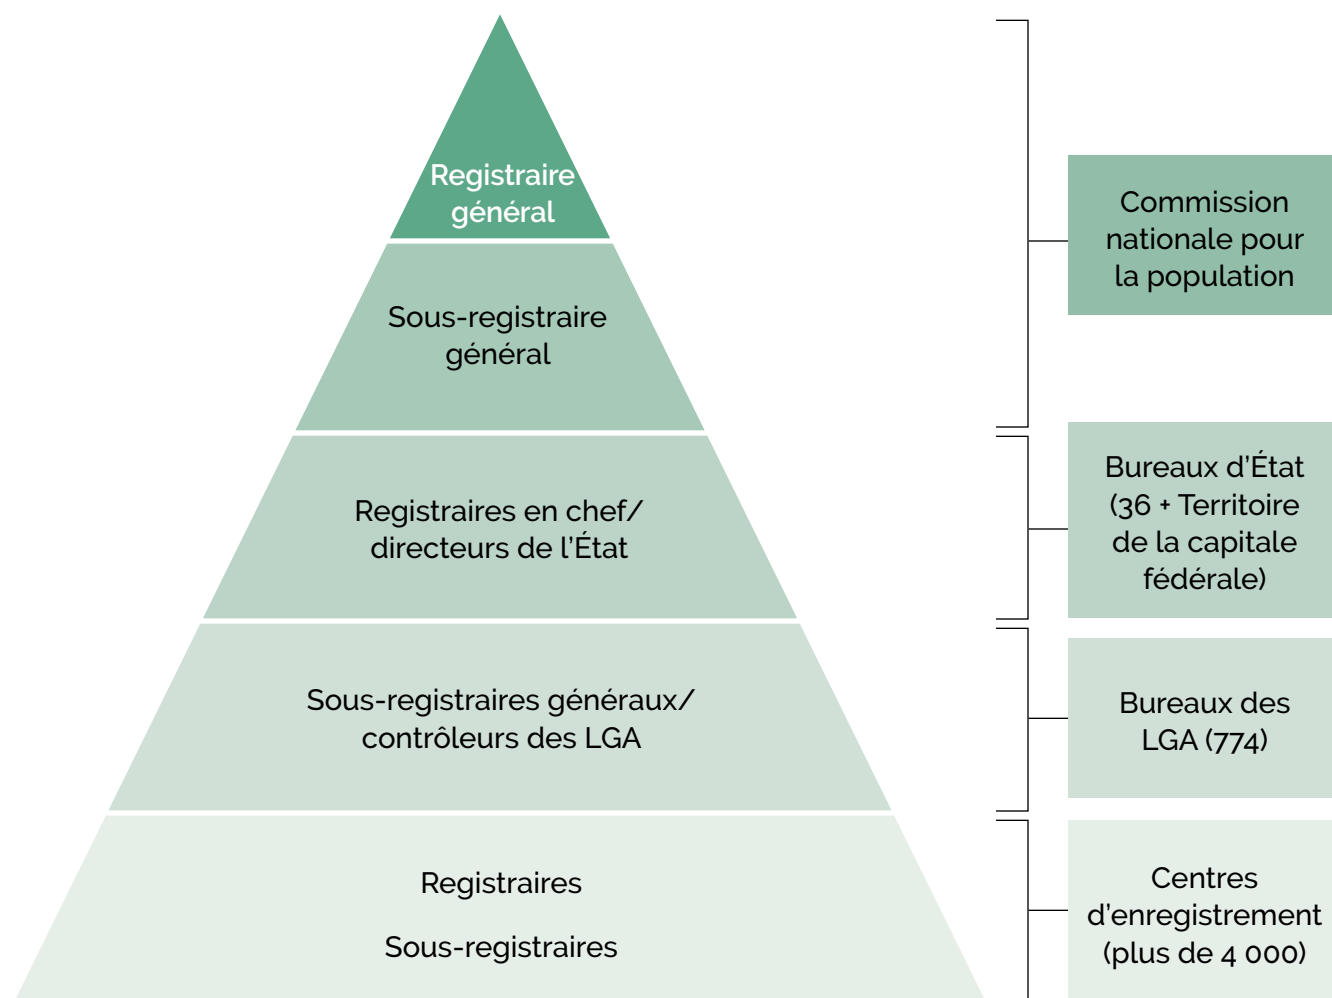 Registraire
général
Sous-registraire
général
Registraires en chef/
directeurs de l’État
Sous-registraires généraux/
contrôleurs des LGA
Registraires
Sous-registraires
Commission
nationale pour
la population
Bureaux d’État
(36 + Territoire
de la capitale
fédérale)
Bureaux des
LGA (774)
Centres
d’enregistrement
(plus de 4 000)